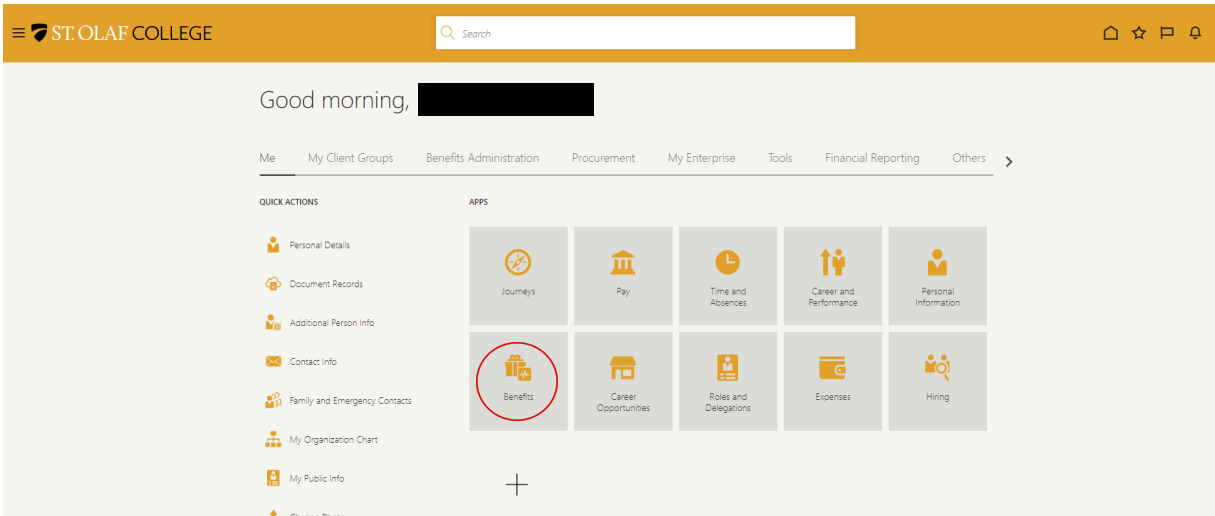 ST. OLAF COLLEGE
Search
Good morning,
Me My Client Groups Benefits Administration Procurement My Enterprise Tools Financial Reporting Others
QUICK ACTIONS
Personal Details
Document Records
Additional Person Info
Contact Info
Family and Emergency Contacts
My Organization Chart
My Public Info
APPS
Journeys
Pay
Time and
Absences
Career and
Performance
Personal
Information
Benefits
Career
Opportunities
Roles and
Delegations
Expenses
Hiring